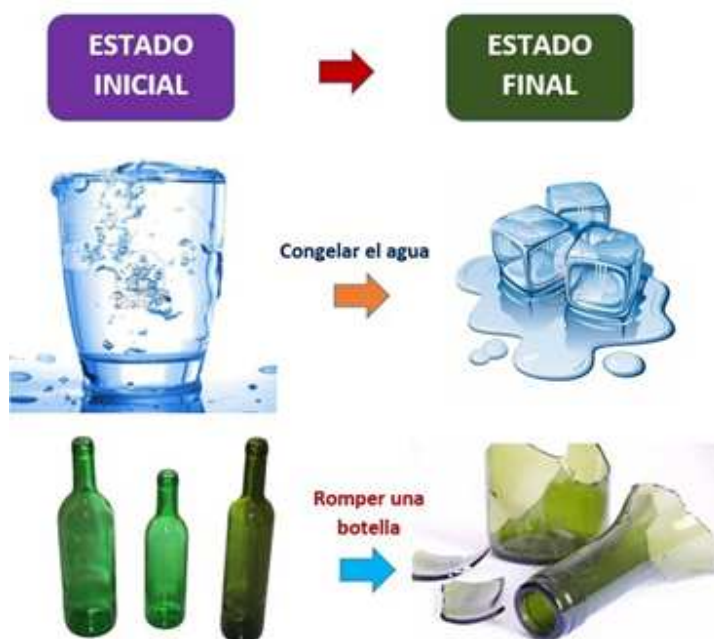 ESTADO
INICIAL
ESTADO
FINAL
Congelar el agua
Romper una
botella